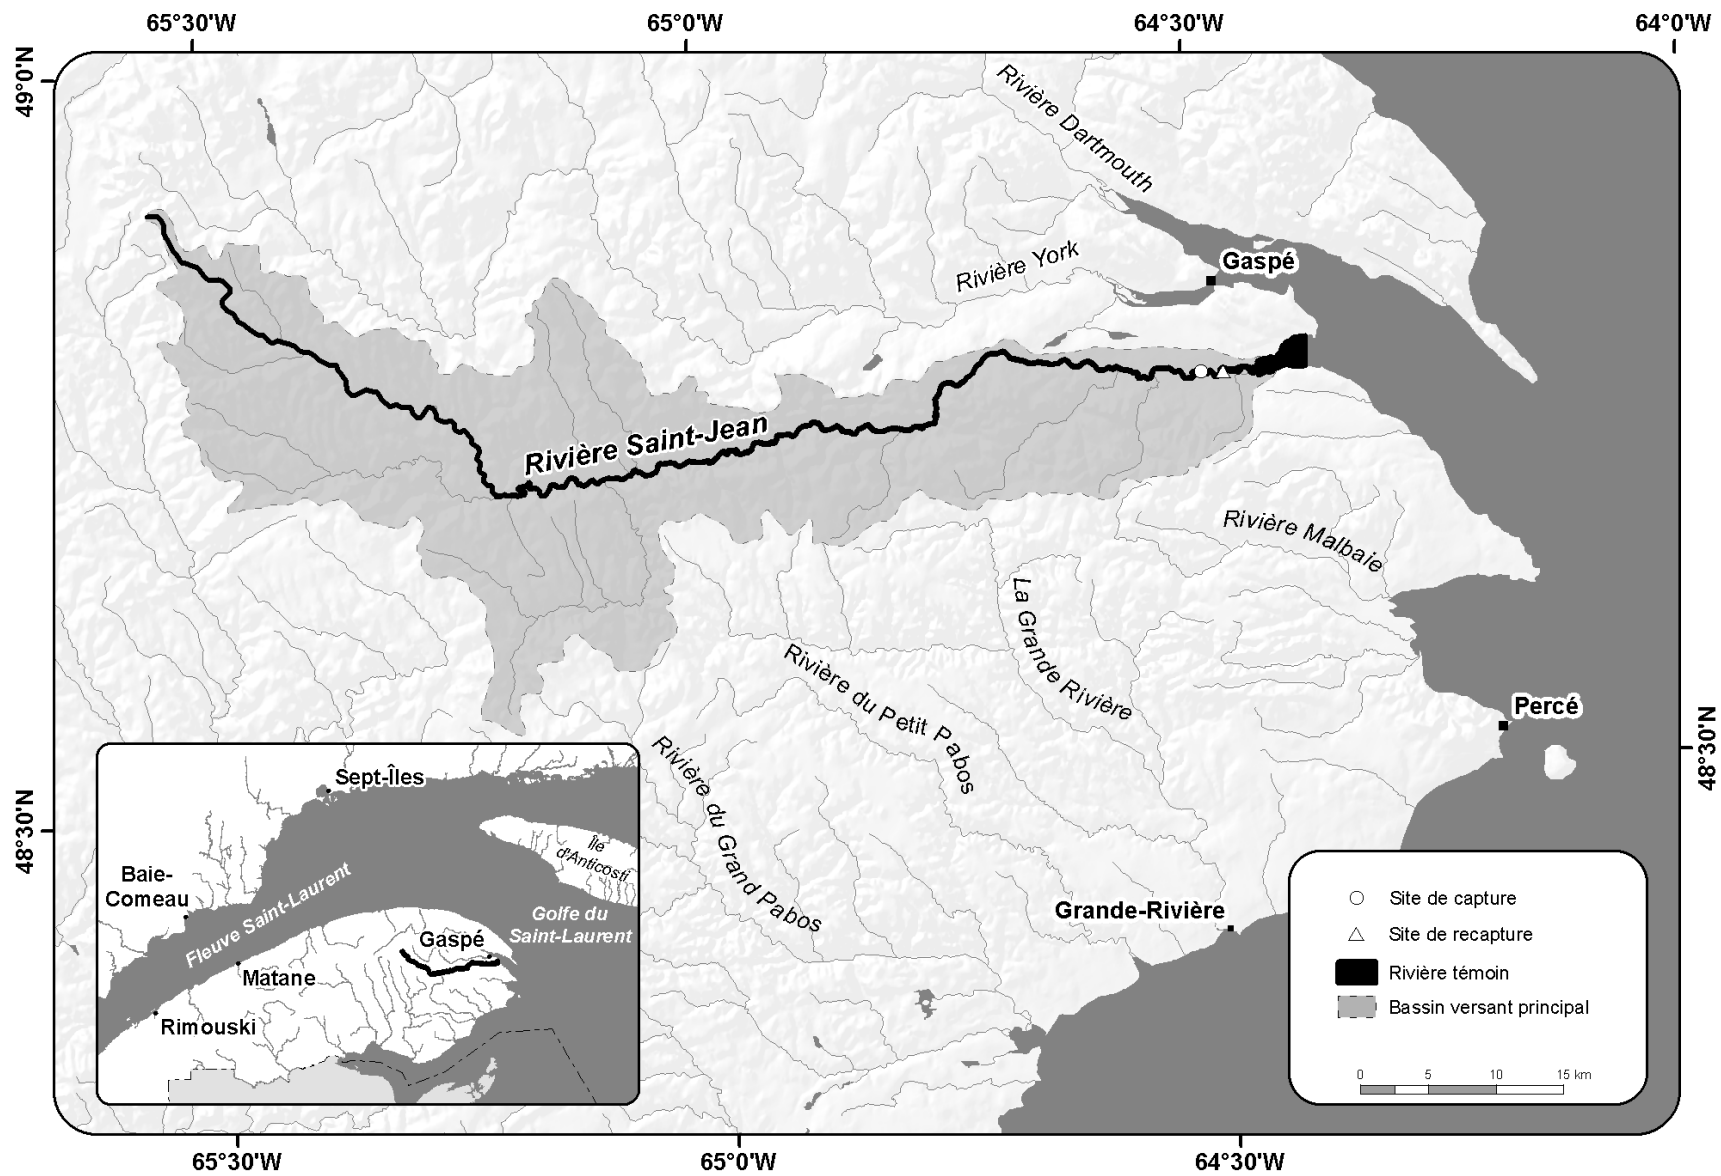 65°30'W
65°0'W
64°30'W
64°0'W
49°0'N
Rivière Dartmouth
Rivière York
Gaspé
Rivière Saint-Jean
Rivière Malbaie
La Grande Rivière
Rivière du Petit Pabos
Rivière du Grand Pabos
Percé
48°30'N
Grande-Rivière
48°30'N
Sept-Îles
Île
d'Anticosti
Baie-
Comeau
Fleuve Saint-Laurent
Golfe du
Saint-Laurent
Gaspé
Matane
Rimouski
Site de capture
Site de recapture
Rivière témoin
Bassin versant principal
0 5 10 15 km
65°30'W
65°0'W
64°30'W